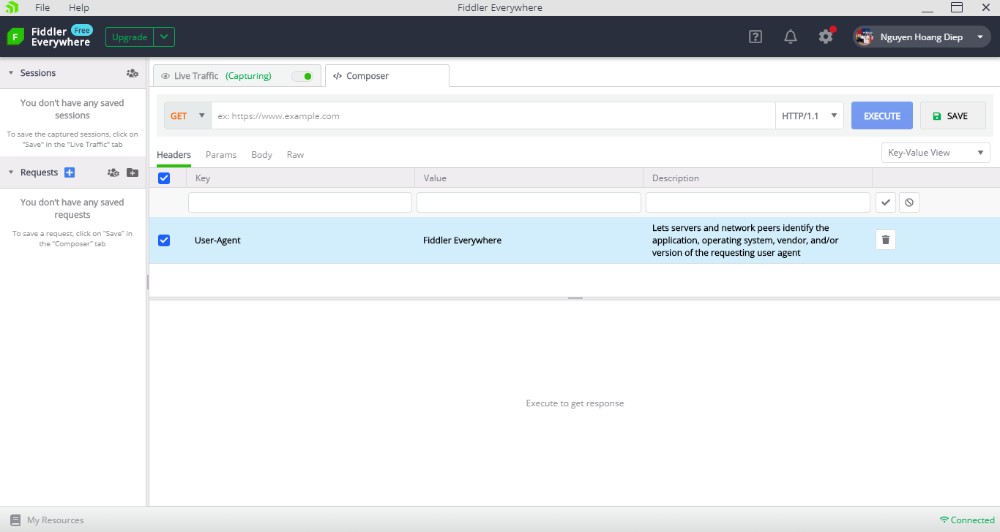 File Help Fiddler Everywhere
Fiddler Free
Everywhere
Upgrade
Nguyen Hoang Diep
Sessions
You don't have any saved
sessions
To save the captured sessions, click on
"Save" in the "Live Traffic" tab
Requests
You don't have any saved
requests
To save a request, click on "Save" in
the "Composer" tab
Live Traffic (Capturing)
Composer
GET ex: https://www.example.com HTTP/1.1 EXECUTE SAVE
Headers Params Body Raw Key-Value View
Key Value Description
User-Agent Fiddler Everywhere
Lets servers and network peers identify the
application, operating system, vendor, and/or
version of the requesting user agent
Execute to get response
My Resources Connected